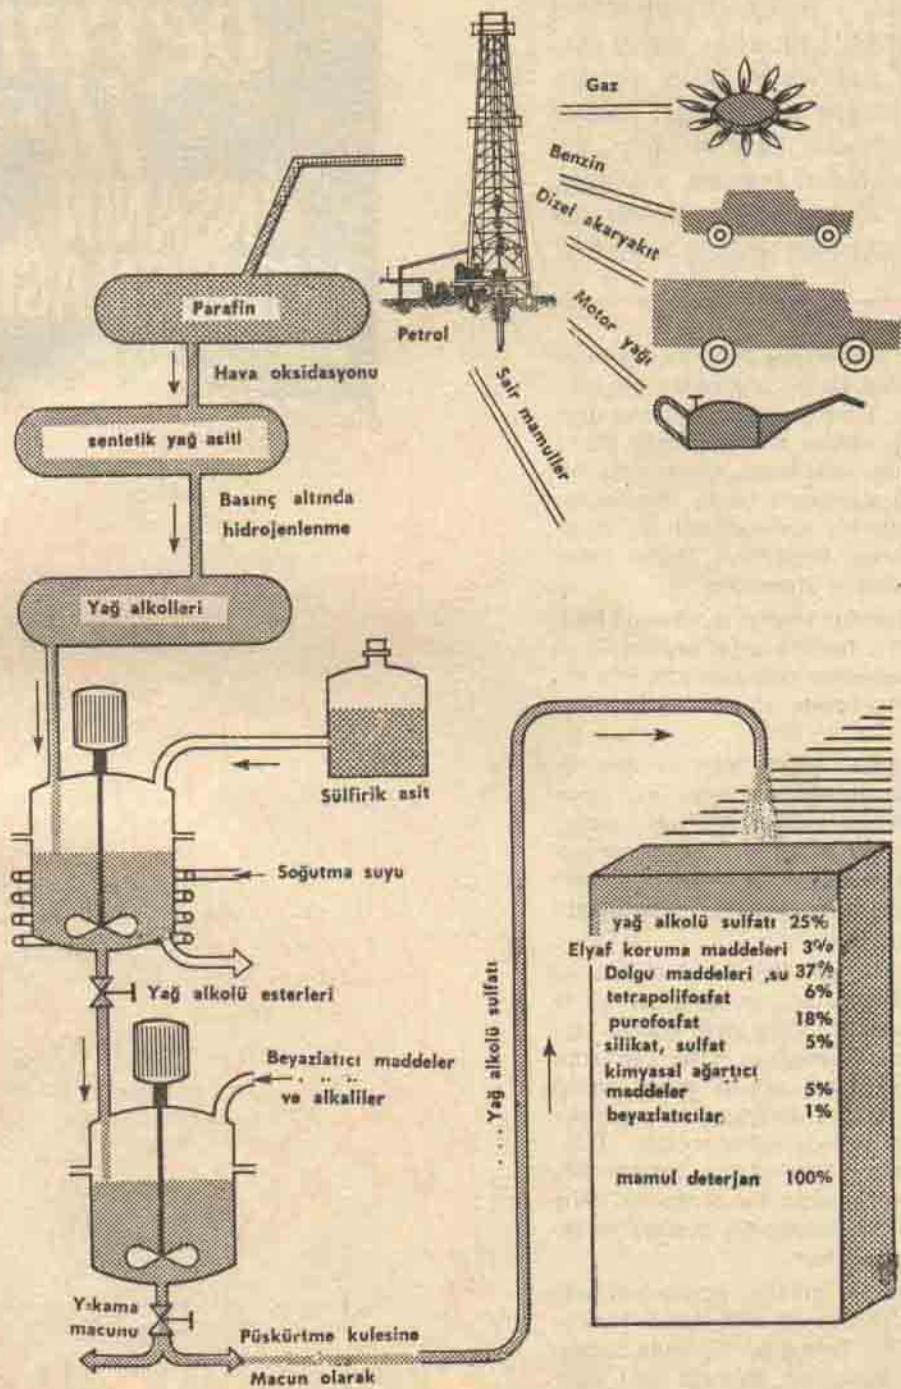 Gaz
Benzin
Dizel akaryakıt
Motor yağı
Sair mamuller
Petrol
Parafin
Hava oksidasyonu
sentetik yağ asiti
Basınç altında
hidrojenlenme
Yağ alkolleri
Sülfirik asit
Soğutma suyu
Yağ alkolü esterleri
Beyazlatıcı maddeler
ve alkaliler
Yıkama
macunu
Püskürtme kulesine
Macun olarak
Yağ alkolü sulfatı
yağ alkolü sulfatı 25%
Elyaf koruma maddeleri 3%
Dolgu maddeleri ,su 37%
tetrapolifosfat 6%
purofosfat 18%
silikat, sulfat 5%
kimyasal ağartıcı
maddeler 5%
beyazlatıcılar 1%
mamul deterjan 100%